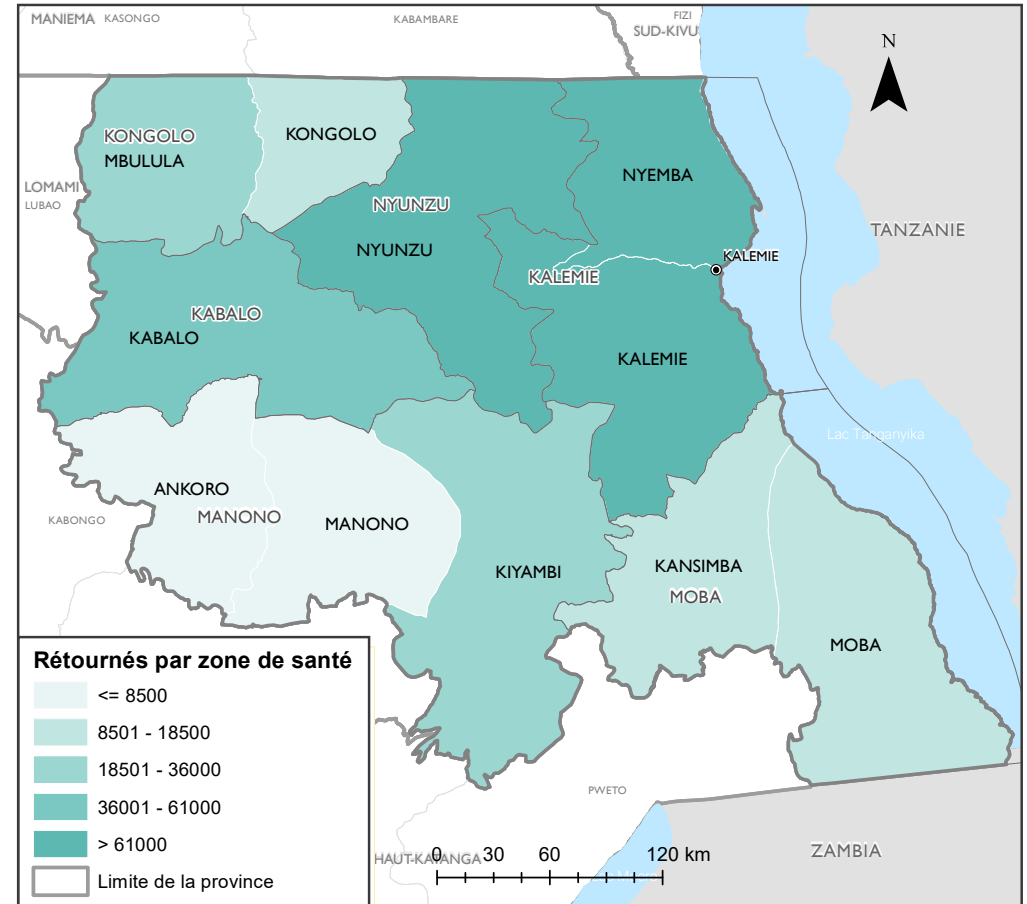 MANIEMA KASONGO
KABAMBARE
FIZI
SUD-KIVU
N
KONGOLO
MBULULA
KONGOLO
NYEMBA
LOMAMI
LUBAO
NYUNZU
NYUNZU
TANZANIE
KALEMIE
KALEMIE
KABALO
KABALO
KALEMIE
Lac Tanganyika
ANKORO
MANONO
MANONO
KABONGO
KIYAMBI
KANSIMBA
MOBA
MOBA
Rétournés par zone de santé
<= 8500
8501 - 18500
18501 - 36000
36001 - 61000
> 61000
Limite de la province
PWETO
HAUT-KATANGA
0 30 60 120 km
ZAMBIA